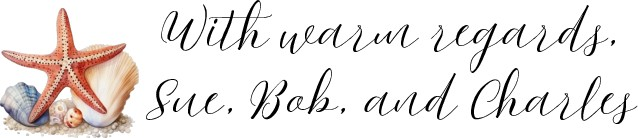 With warm regards,
Sue, Bob, and Charles